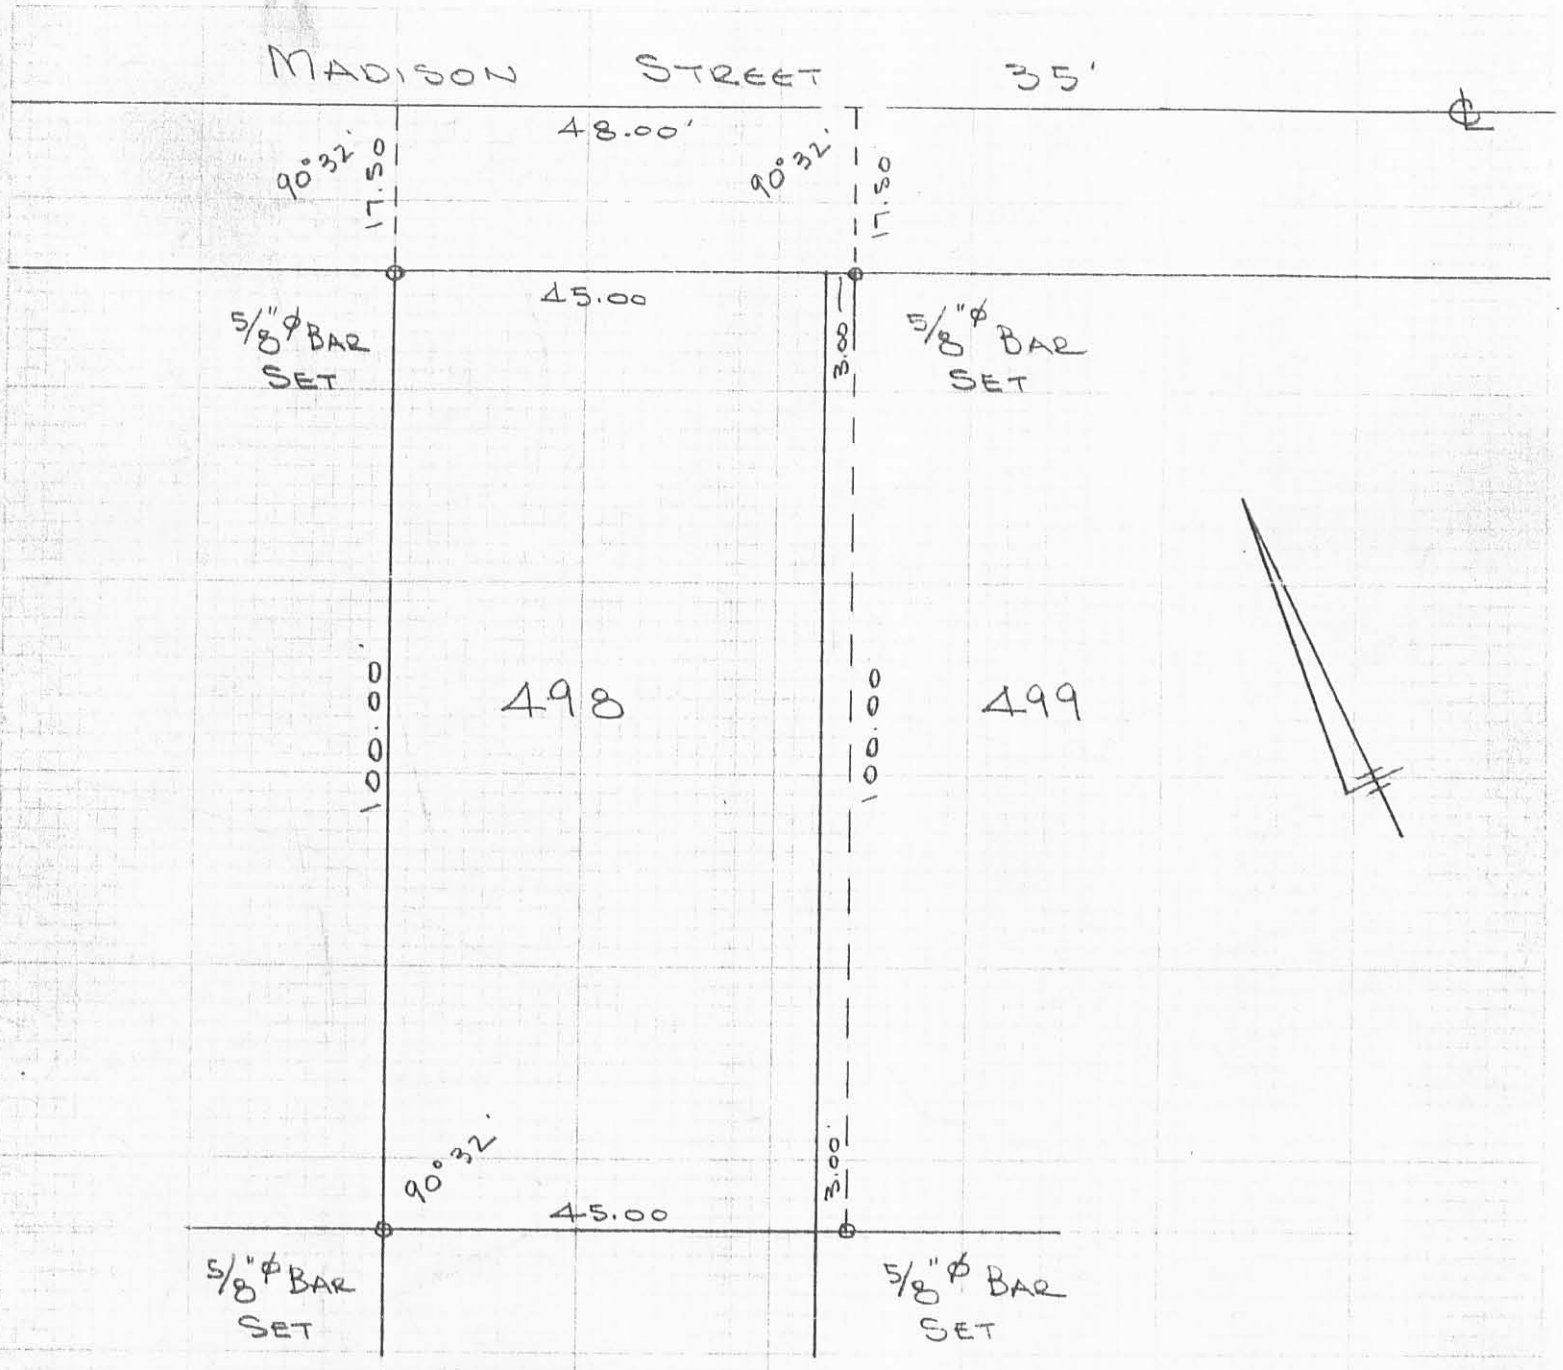 MADISON STREET 35'
℄
48.00'
90°32'
17.50
90°32'
17.50
45.00
5/8"⌀ BAR
SET
3.00
5/8"⌀ BAR
SET
100.00'
498
100.00
499
90°32'
3.00'
45.00
5/8"⌀ BAR
SET
5/8"⌀ BAR
SET